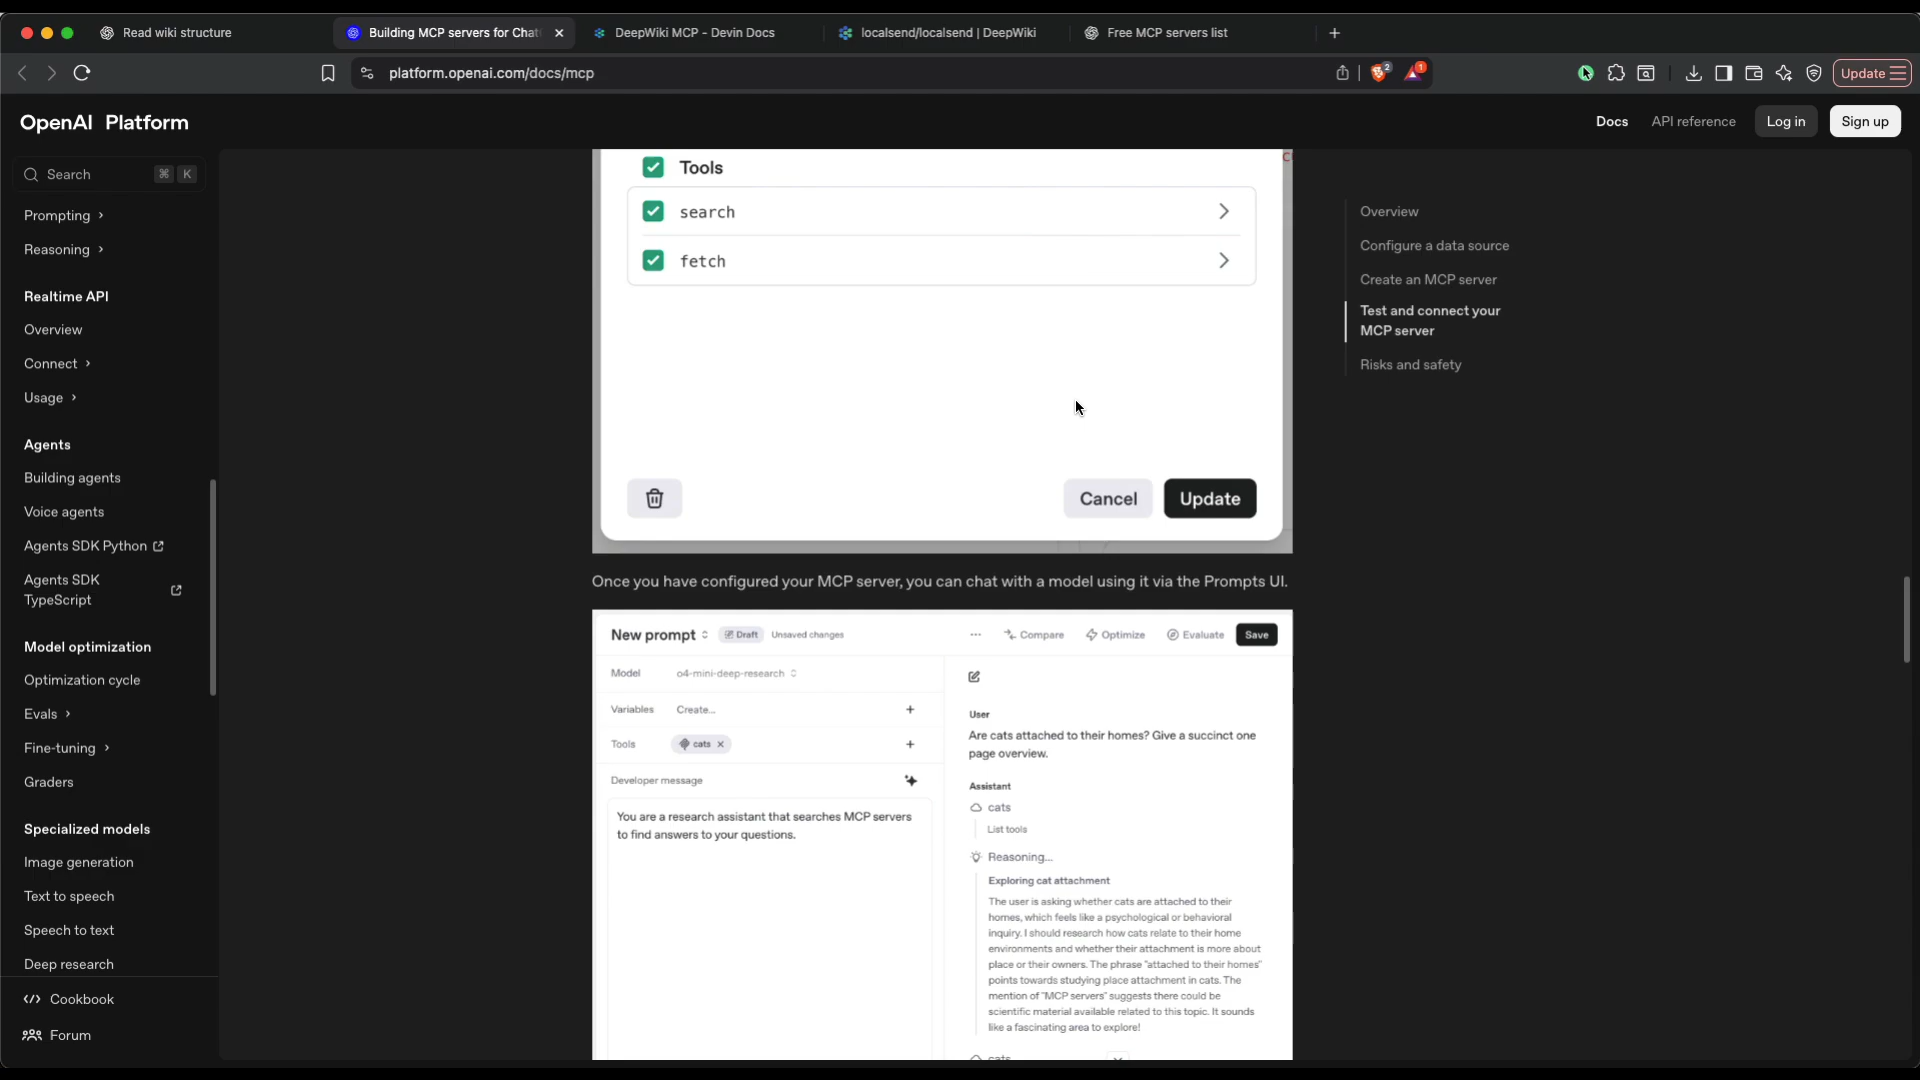 Read wiki structure
Building MCP servers for Chat
DeepWiki MCP - Devin Docs
localsend/localsend | DeepWiki
Free MCP servers list
platform.openai.com/docs/mcp
2
1
Update
OpenAI Platform
Docs
API reference
Log in
Sign up
Search
⌘
K
Prompting
Reasoning
Realtime API
Overview
Connect
Usage
Agents
Building agents
Voice agents
Agents SDK Python
Agents SDK
TypeScript
Model optimization
Optimization cycle
Evals
Fine-tuning
Graders
Specialized models
Image generation
Text to speech
Speech to text
Deep research
Cookbook
Forum
Tools
search
fetch
Cancel
Update
Once you have configured your MCP server, you can chat with a model using it via the Prompts UI.
New prompt
Draft
Unsaved changes
Compare
Optimize
Evaluate
Save
Model
o4-mini-deep-research
Variables
Create...
Tools
cats
Developer message
You are a research assistant that searches MCP servers
to find answers to your questions.
User
Are cats attached to their homes? Give a succinct one
page overview.
Assistant
cats
List tools
Reasoning...
Exploring cat attachment
The user is asking whether cats are attached to their
homes, which feels like a psychological or behavioral
inquiry. I should research how cats relate to their home
environments and whether their attachment is more about
place or their owners. The phrase "attached to their homes"
points towards studying place attachment in cats. The
mention of "MCP servers" suggests there could be
scientific material available related to this topic. It sounds
like a fascinating area to explore!
cats
Overview
Configure a data source
Create an MCP server
Test and connect your
MCP server
Risks and safety